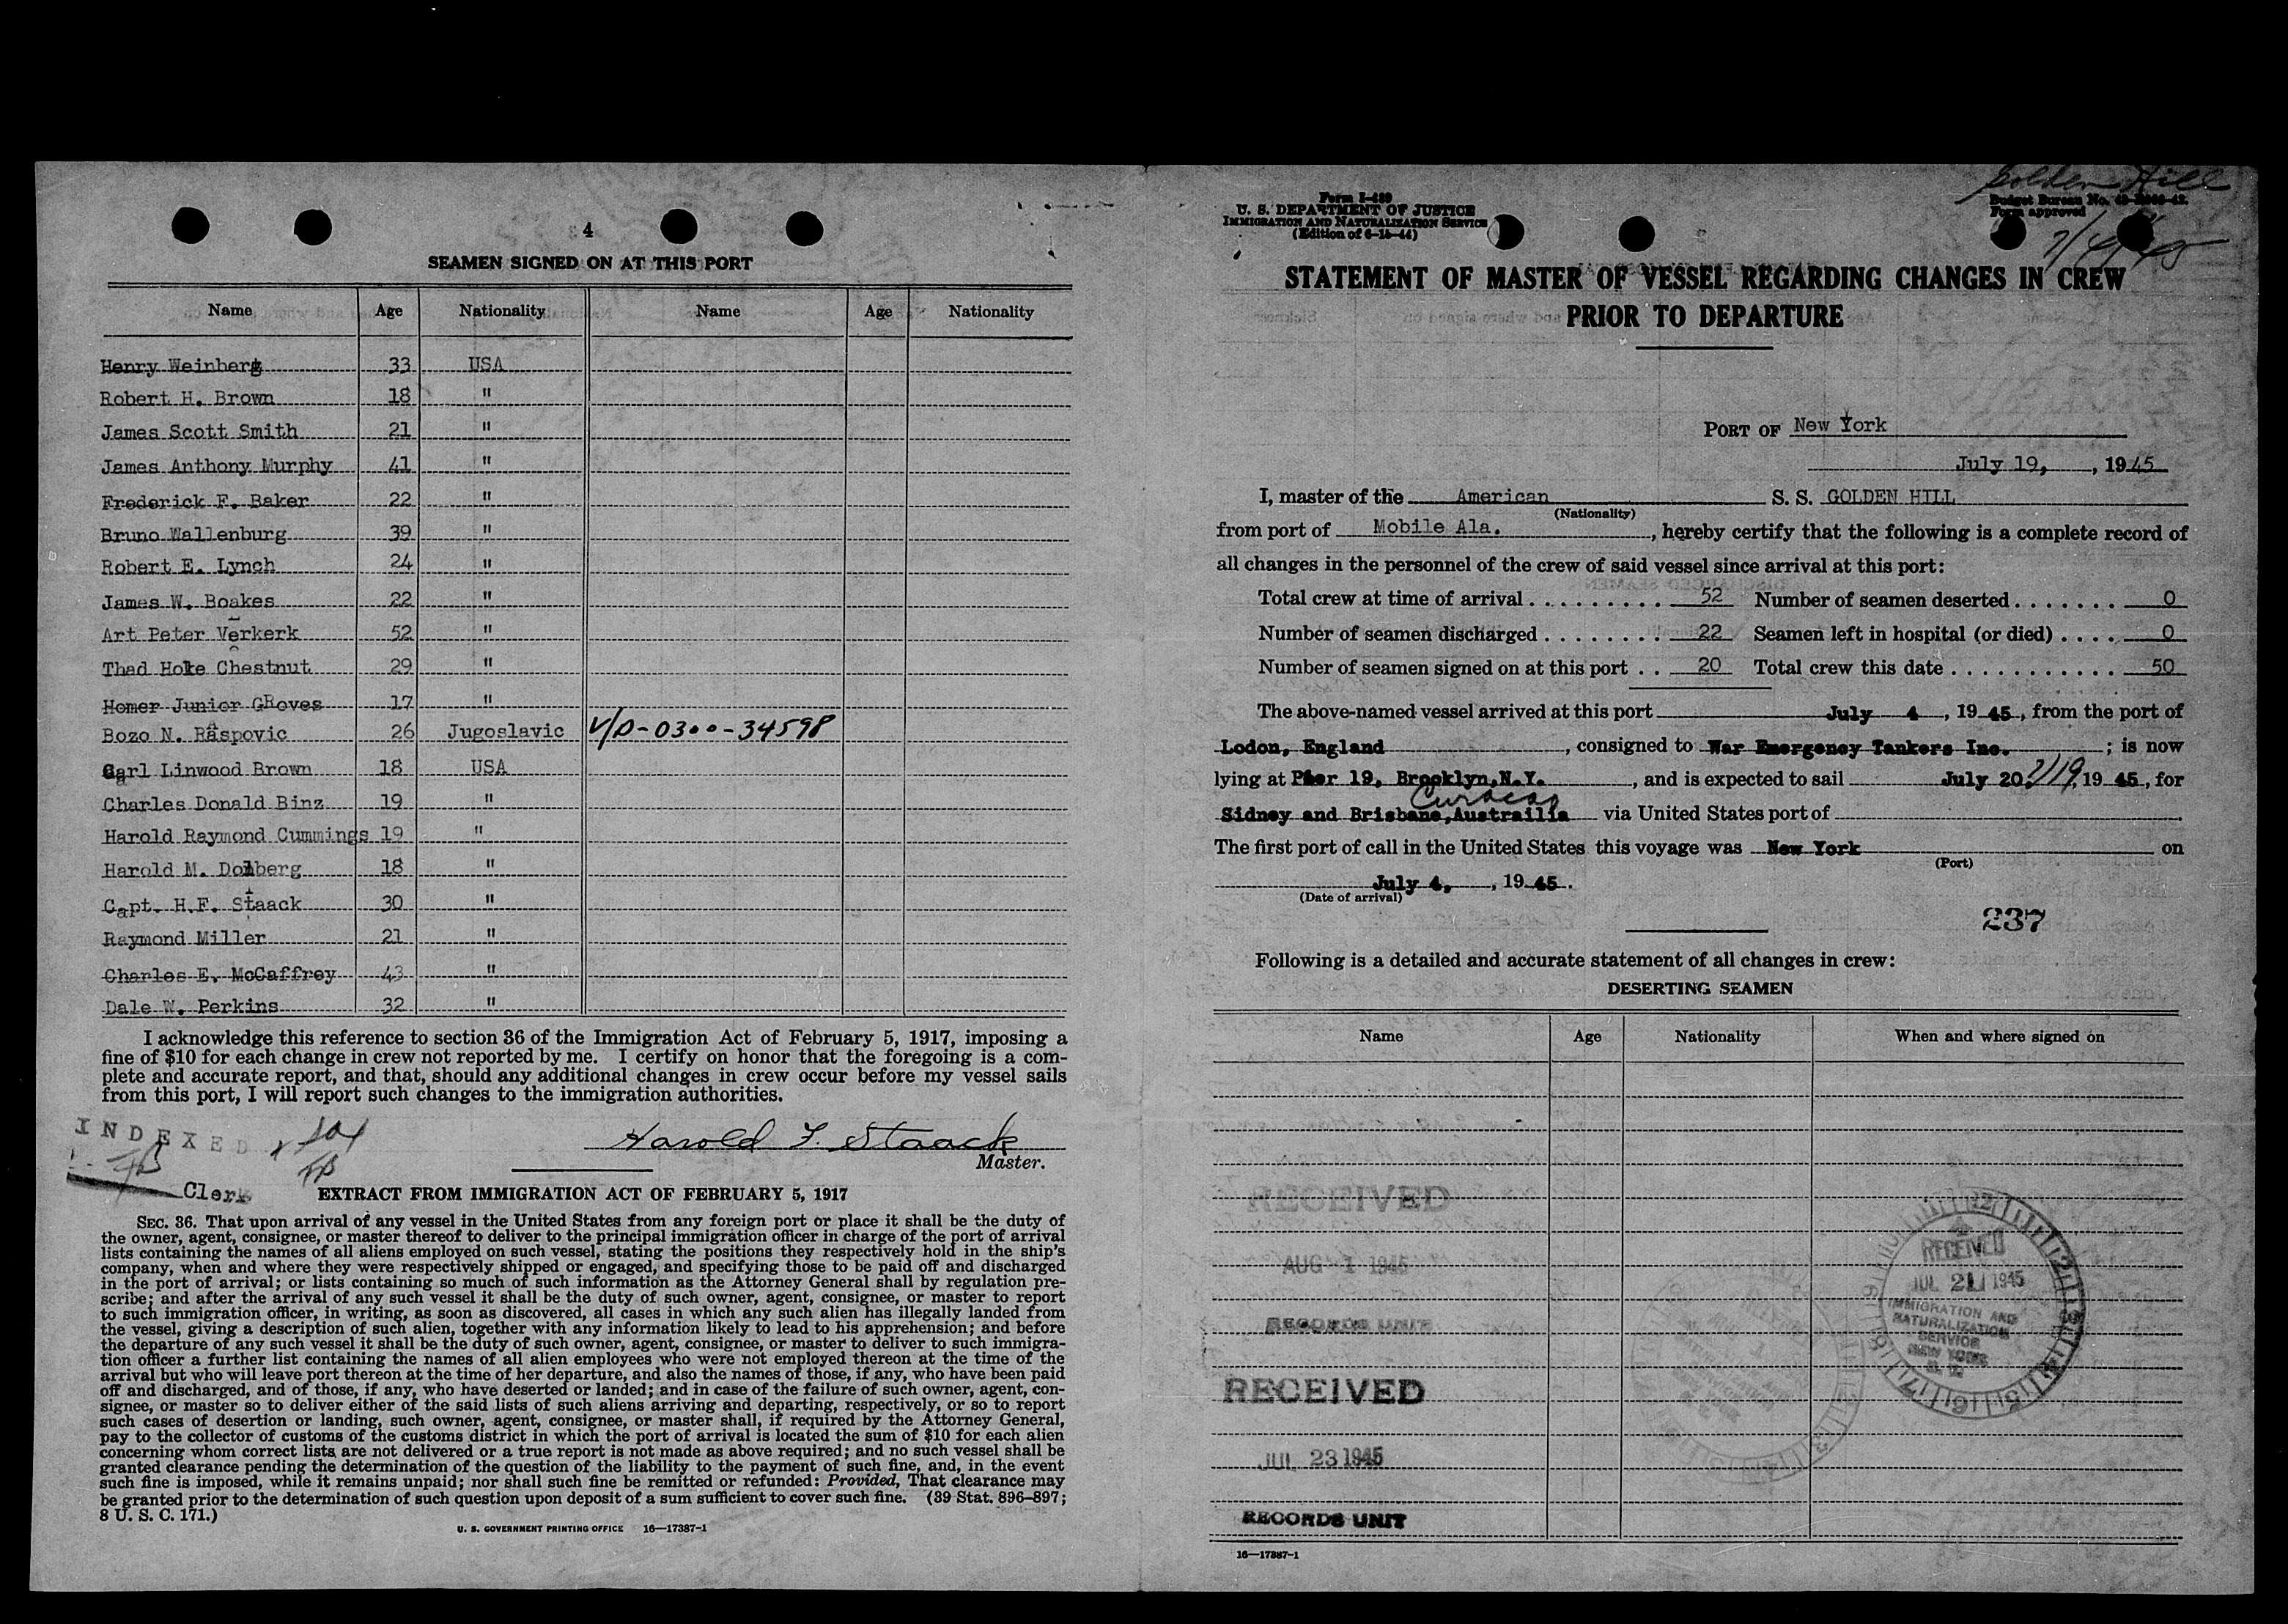 4
SEAMEN SIGNED ON AT THIS PORT
Name Age Nationality Name Age Nationality
Henry Weinberg 33 USA
Robert H. Brown 18 "
James Scott Smith 21 "
James Anthony Murphy 41 "
Frederick F. Baker 22 "
Bruno Wallenburg 39 "
Robert E. Lynch 24 "
James W. Boakes 22 "
Art Peter Verkerk 52 "
Thad Hoke Chestnut 29 "
Homer Junior GRoves 17 "
Bozo N. Raspovic 26 Jugoslavic V/D-0300-34598
Carl Linwood Brown 18 USA
Charles Donald Binz 19 "
Harold Raymond Cummings 19 "
Harold M. Dolberg 18 "
Capt. H.F. Staack 30 "
Raymond Miller 21 "
Charles E. McCaffrey 43 "
Dale W. Perkins 32 "
I acknowledge this reference to section 36 of the Immigration Act of February 5, 1917, imposing a
fine of $10 for each change in crew not reported by me. I certify on honor that the foregoing is a com-
plete and accurate report, and that, should any additional changes in crew occur before my vessel sails
from this port, I will report such changes to the immigration authorities.
INDEXED
Harold F. Staack
Master.
Clerk
EXTRACT FROM IMMIGRATION ACT OF FEBRUARY 5, 1917
SEC. 36. That upon arrival of any vessel in the United States from any foreign port or place it shall be the duty of
the owner, agent, consignee, or master thereof to deliver to the principal immigration officer in charge of the port of arrival
lists containing the names of all aliens employed on such vessel, stating the positions they respectively hold in the ship's
company, when and where they were respectively shipped or engaged, and specifying those to be paid off and discharged
in the port of arrival; or lists containing so much of such information as the Attorney General shall by regulation pre-
scribe; and after the arrival of any such vessel it shall be the duty of such owner, agent, consignee, or master to report
to such immigration officer, in writing, as soon as discovered, all cases in which any such alien has illegally landed from
the vessel, giving a description of such alien, together with any information likely to lead to his apprehension; and before
the departure of any such vessel it shall be the duty of such owner, agent, consignee, or master to deliver to such immigra-
tion officer a further list containing the names of all alien employees who were not employed thereon at the time of the
arrival but who will leave port thereon at the time of her departure, and also the names of those, if any, who have been paid
off and discharged, and of those, if any, who have deserted or landed; and in case of the failure of such owner, agent, con-
signee, or master so to deliver either of the said lists of such aliens arriving and departing, respectively, or so to report
such cases of desertion or landing, such owner, agent, consignee, or master shall, if required by the Attorney General,
pay to the collector of customs of the customs district in which the port of arrival is located the sum of $10 for each alien
concerning whom correct lists are not delivered or a true report is not made as above required; and no such vessel shall be
granted clearance pending the determination of the question of the liability to the payment of such fine, and, in the event
such fine is imposed, while it remains unpaid; nor shall such fine be remitted or refunded: Provided, That clearance may
be granted prior to the determination of such question upon deposit of a sum sufficient to cover such fine. (39 Stat. 896–897;
8 U. S. C. 171.)
U. S. GOVERNMENT PRINTING OFFICE 16—17387-1
Golden Hill
7/4/45
Form I-489
U. S. DEPARTMENT OF JUSTICE
IMMIGRATION AND NATURALIZATION SERVICE
(Edition of 6-15-44)
Budget Bureau No.
Form approved
STATEMENT OF MASTER OF VESSEL REGARDING CHANGES IN CREW
PRIOR TO DEPARTURE
PORT OF New York
July 19, , 1945
I, master of the American S. S. GOLDEN HILL
(Nationality)
from port of Mobile Ala. , hereby certify that the following is a complete record of
all changes in the personnel of the crew of said vessel since arrival at this port:
Total crew at time of arrival . . . . . . . . . . 52 Number of seamen deserted . . . . . . . 0
Number of seamen discharged . . . . . . . . 22 Seamen left in hospital (or died) . . . . 0
Number of seamen signed on at this port . . 20 Total crew this date . . . . . . . . . . . . 50
The above-named vessel arrived at this port July 4 , 19 45 , from the port of
Lodon, England , consigned to War Emergency Tankers Inc. ; is now
lying at Pier 19, Brooklyn,N.Y. , and is expected to sail July 20 7/19, 19 45 , for
Curacao
Sidney and Brisbane,Austrailia via United States port of
The first port of call in the United States this voyage was New York on
(Port)
July 4, , 19 45 .
(Date of arrival)
237
Following is a detailed and accurate statement of all changes in crew:
DESERTING SEAMEN
Name Age Nationality When and where signed on
RECEIVED
AUG 1 1945
RECORDS UNIT
RECEIVED
JUL 21 1945
IMMIGRATION AND
NATURALIZATION
SERVICE
NEW YORK
N. Y.
RECEIVED
JUL 23 1945
RECORDS UNIT
16—17387-1